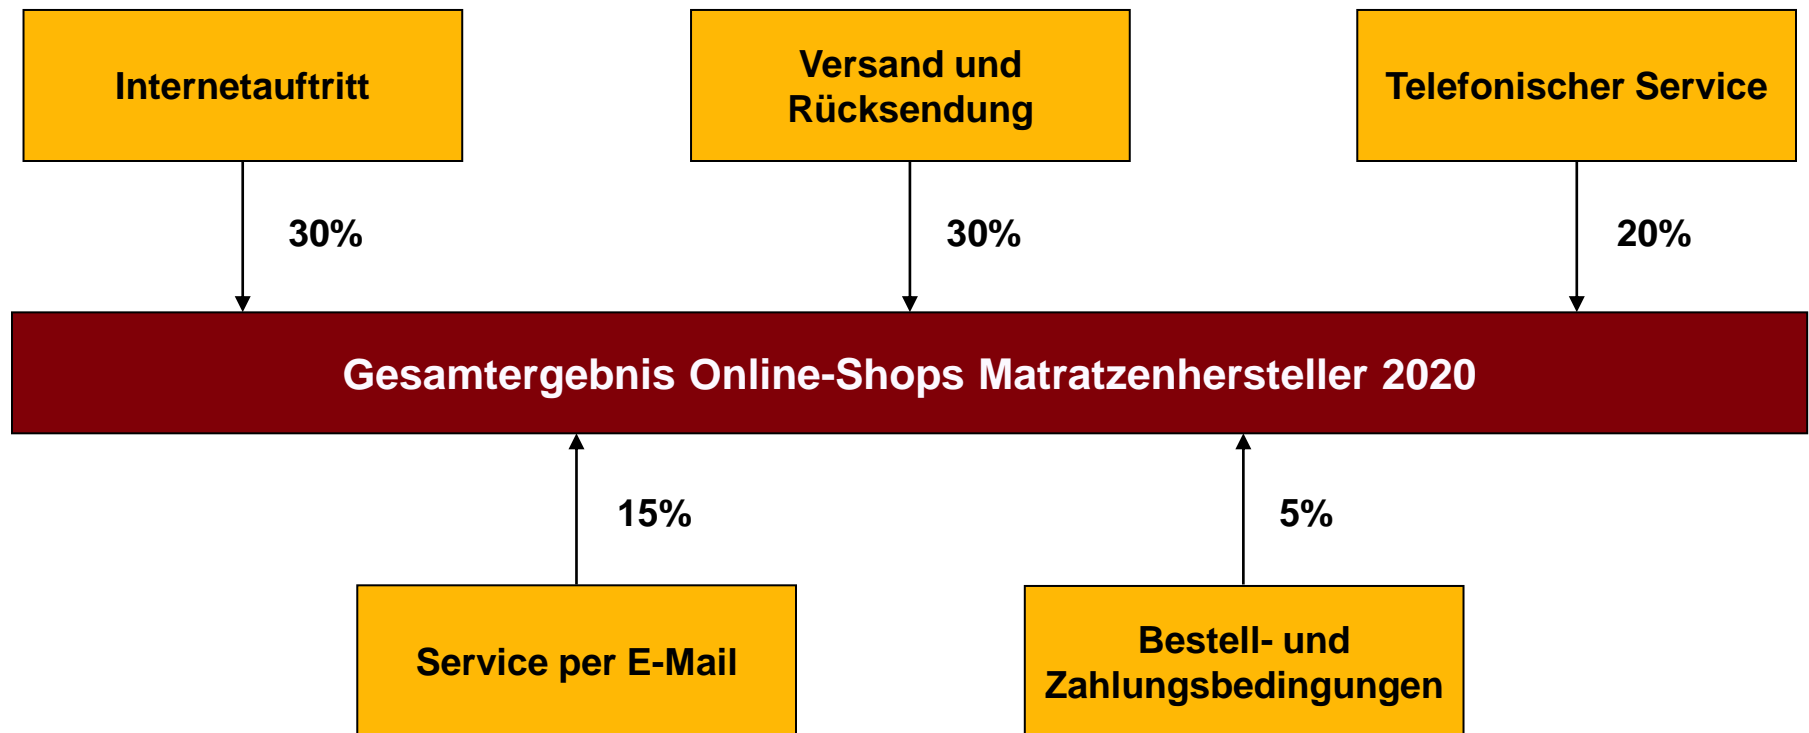 Internetauftritt
Versand und
Rücksendung
Telefonischer Service
30%
30%
20%
Gesamtergebnis Online-Shops Matratzenhersteller 2020
15%
5%
Service per E-Mail
Bestell- und
Zahlungsbedingungen